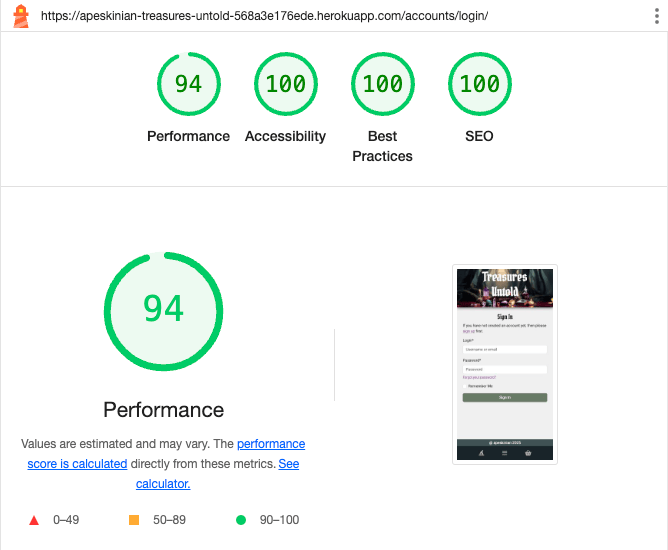 https://apeskinian-treasures-untold-568a3e176ede.herokuapp.com/accounts/login/
94 100 100 100
Performance Accessibility Best Practices SEO
94
Performance
Values are estimated and may vary. The performance
score is calculated directly from these metrics. See
calculator.
0–49 50–89 90–100
Treasures
Untold
Sign In
If you have not created an account yet, then please
sign up first.
Login*
Username or email
Password*
Password
Forgot your password?
Remember Me
Sign In
@ apeskinian 2025